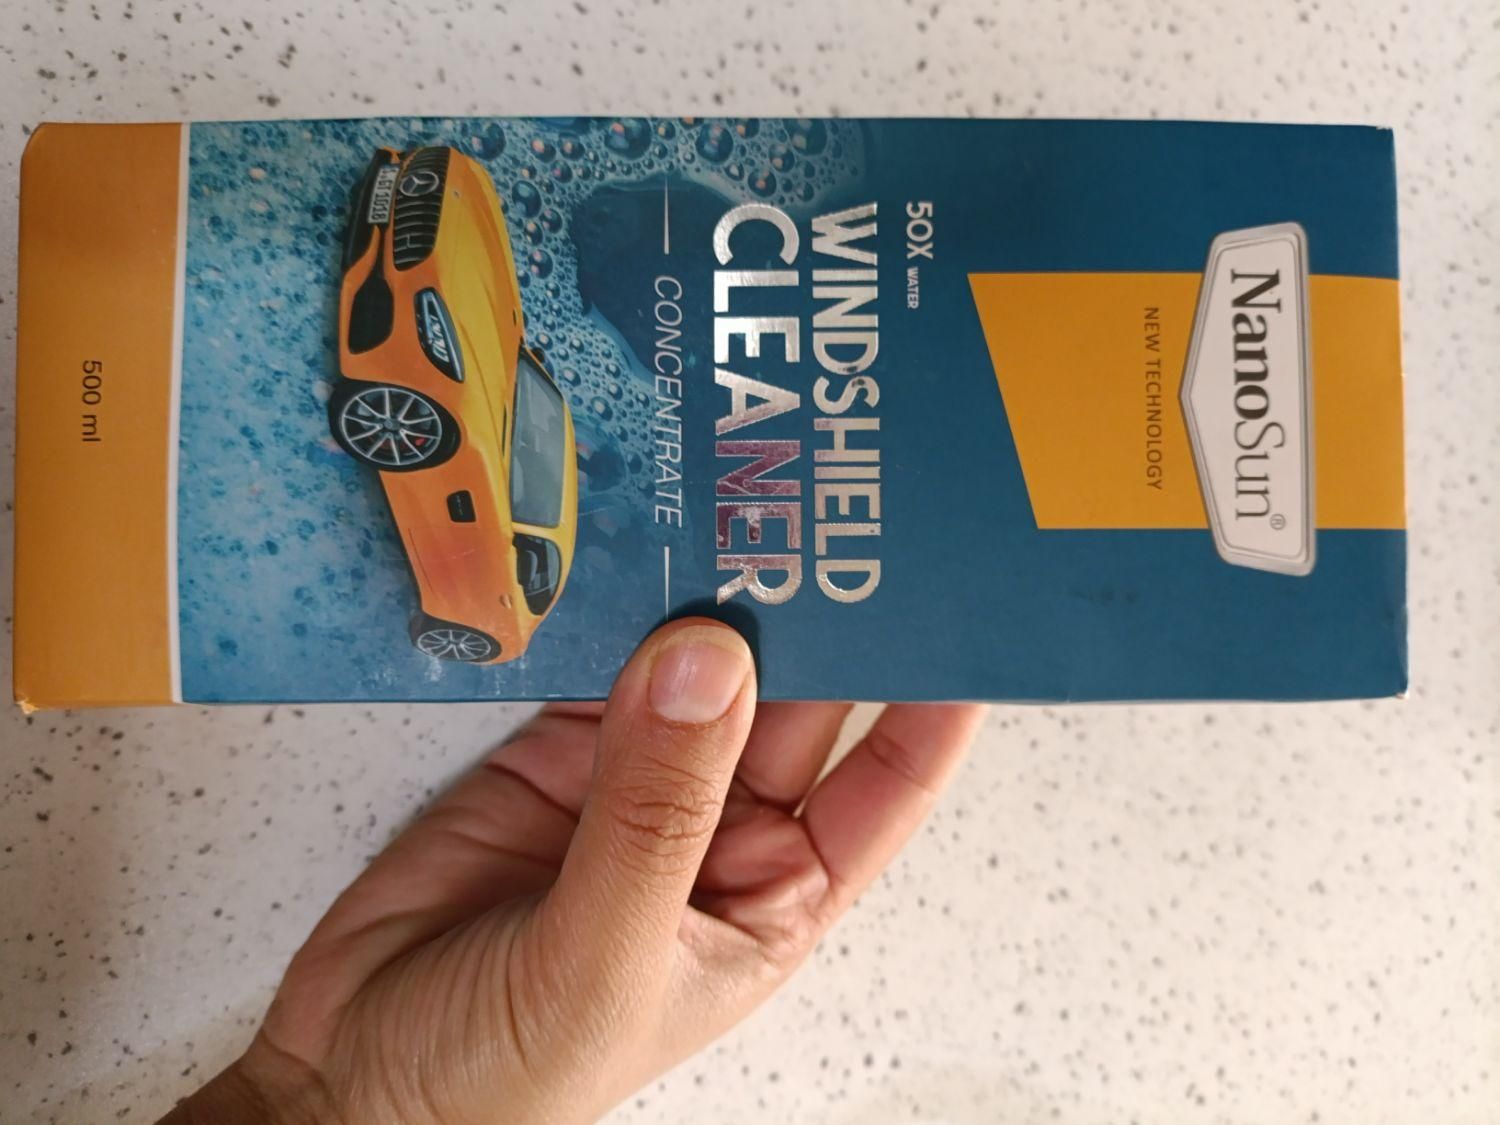 NanoSun®
NEW TECHNOLOGY
50X WATER
WINDSHIELD
CLEANER
CONCENTRATE
500 ml